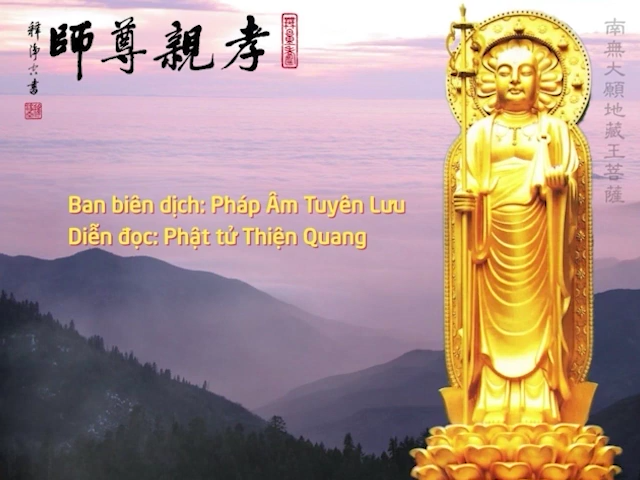 孝親尊師
釋淨空書
南無大願地藏王菩薩
Ban biên dịch: Pháp Âm Tuyên Lưu
Diễn đọc: Phật tử Thiện Quang